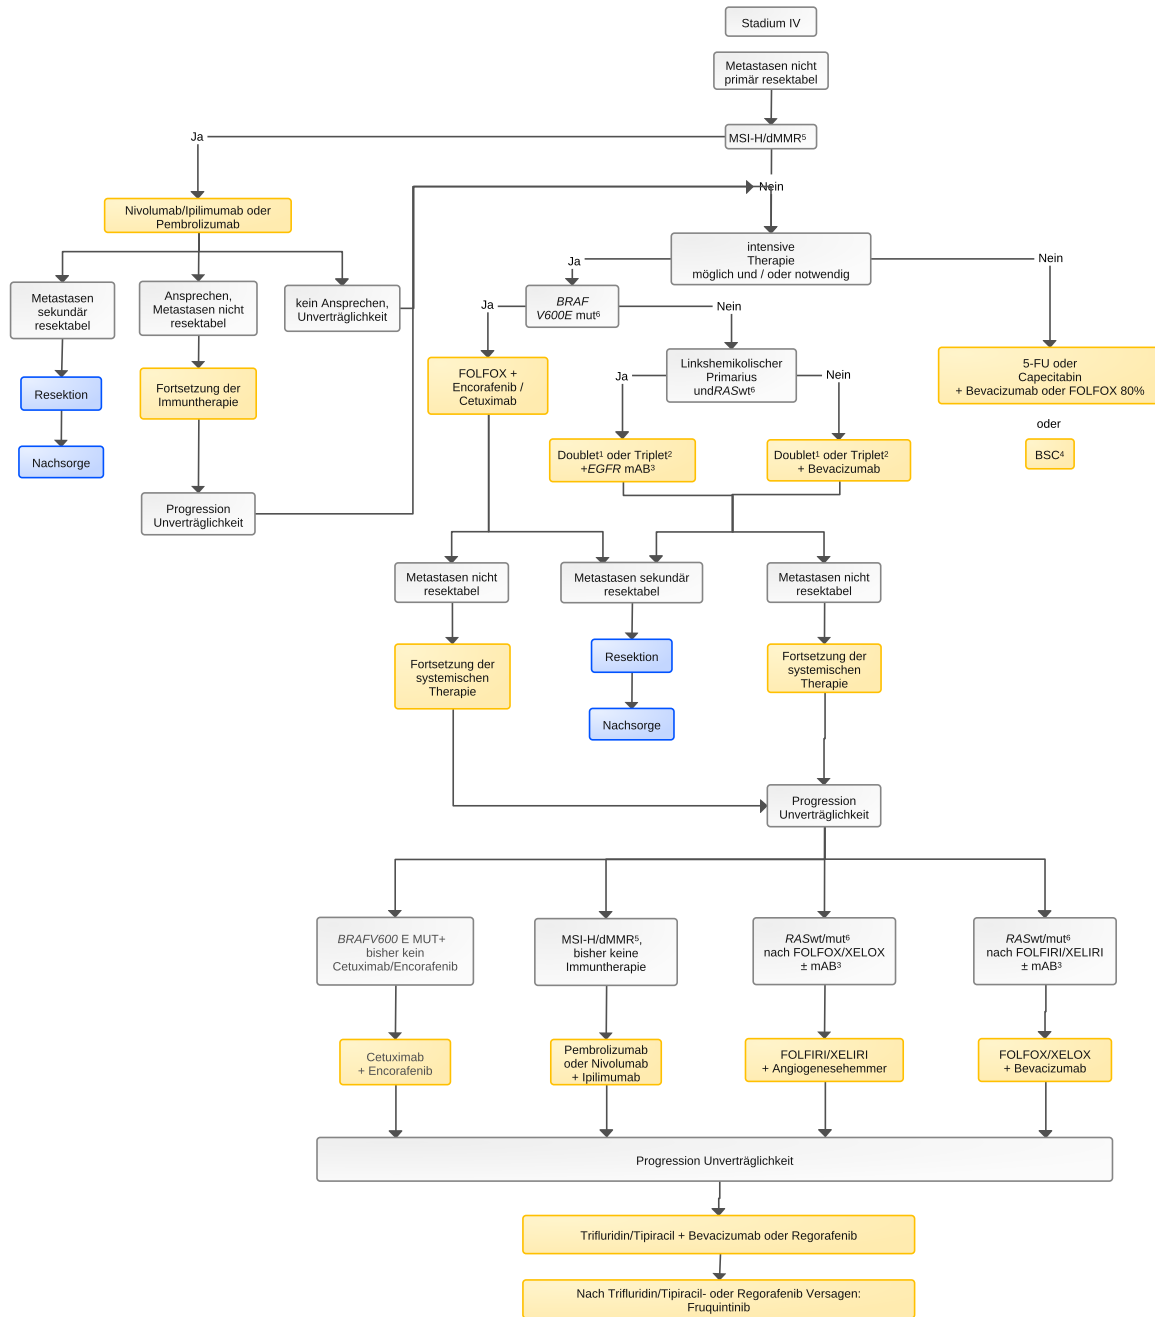 Stadium IV
Metastasen nicht
primär resektabel
MSI-H/dMMR⁵
Ja
Nein
Nivolumab/Ipilimumab oder
Pembrolizumab
intensive
Therapie
möglich und / oder notwendig
Ja
Nein
Metastasen
sekundär
resektabel
Ansprechen,
Metastasen nicht
resektabel
kein Ansprechen,
Unverträglichkeit
BRAF
V600E mut⁶
Ja
Nein
Resektion
Fortsetzung der
Immuntherapie
FOLFOX +
Encorafenib /
Cetuximab
Linkshemikolischer
Primarius
undRASwt⁶
Ja
Nein
5-FU oder
Capecitabin
+ Bevacizumab oder FOLFOX 80%
oder
BSC⁴
Nachsorge
Doublet¹ oder Triplet²
+EGFR mAB³
Doublet¹ oder Triplet²
+ Bevacizumab
Progression
Unverträglichkeit
Metastasen nicht
resektabel
Metastasen sekundär
resektabel
Metastasen nicht
resektabel
Fortsetzung der
systemischen
Therapie
Resektion
Fortsetzung der
systemischen
Therapie
Nachsorge
Progression
Unverträglichkeit
BRAFV600 E MUT+
bisher kein
Cetuximab/Encorafenib
MSI-H/dMMR⁵,
bisher keine
Immuntherapie
RASwt/mut⁶
nach FOLFOX/XELOX
± mAB³
RASwt/mut⁶
nach FOLFIRI/XELIRI
± mAB³
Cetuximab
+ Encorafenib
Pembrolizumab
oder Nivolumab
+ Ipilimumab
FOLFIRI/XELIRI
+ Angiogenesehemmer
FOLFOX/XELOX
+ Bevacizumab
Progression Unverträglichkeit
Trifluridin/Tipiracil + Bevacizumab oder Regorafenib
Nach Trifluridin/Tipiracil- oder Regorafenib Versagen:
Fruquintinib